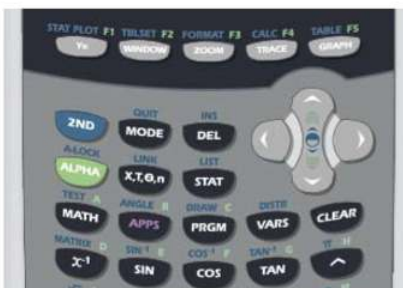 STAT PLOT F1 TBLSET F2 FORMAT F3 CALC F4 TABLE F5
Y= WINDOW ZOOM TRACE GRAPH
QUIT INS
2ND MODE DEL
A-LOCK LINK LIST
ALPHA X,T,Θ,n STAT
TEST A ANGLE B DRAW C DISTR
MATH APPS PRGM VARS CLEAR
MATRIX D SIN⁻¹ E COS⁻¹ F TAN⁻¹ G π H
X⁻¹ SIN COS TAN ^